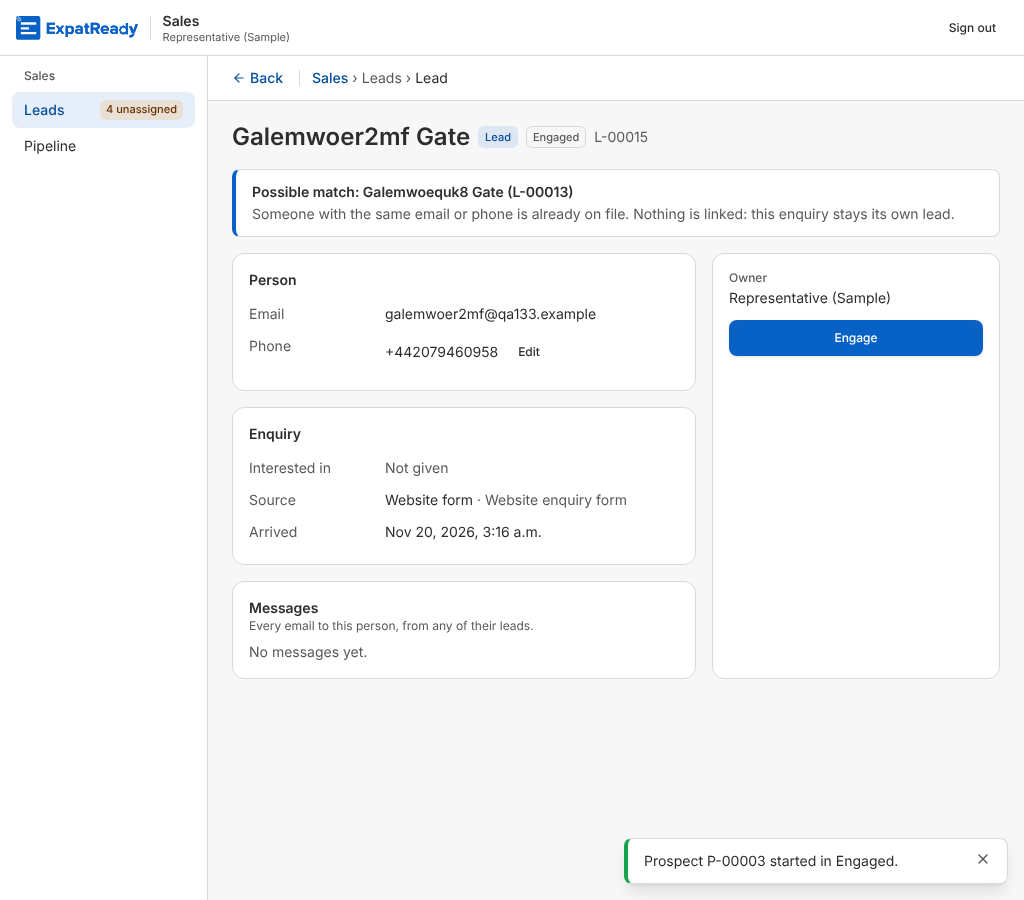 ExpatReady
Sales
Representative (Sample)
Sign out
Sales
Leads
4 unassigned
Pipeline
← Back
Sales › Leads › Lead
Galemwoer2mf Gate
Lead
Engaged
L-00015
Possible match: Galemwoequk8 Gate (L-00013)
Someone with the same email or phone is already on file. Nothing is linked: this enquiry stays its own lead.
Person
Email galemwoer2mf@qa133.example
Phone +442079460958 Edit
Owner
Representative (Sample)
Engage
Enquiry
Interested in Not given
Source Website form · Website enquiry form
Arrived Nov 20, 2026, 3:16 a.m.
Messages
Every email to this person, from any of their leads.
No messages yet.
Prospect P-00003 started in Engaged.